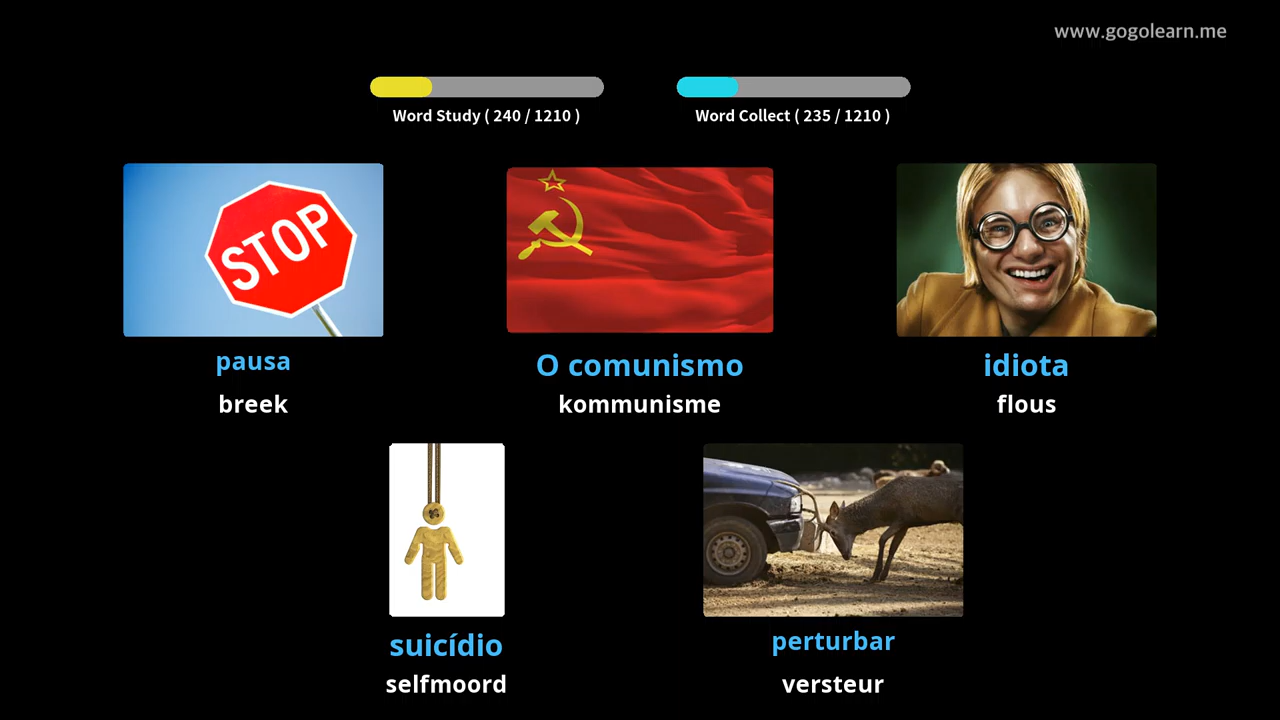 www.gogolearn.me
Word Study ( 240 / 1210 )
Word Collect ( 235 / 1210 )
STOP
pausa
breek
O comunismo
kommunisme
idiota
flous
suicídio
selfmoord
perturbar
versteur